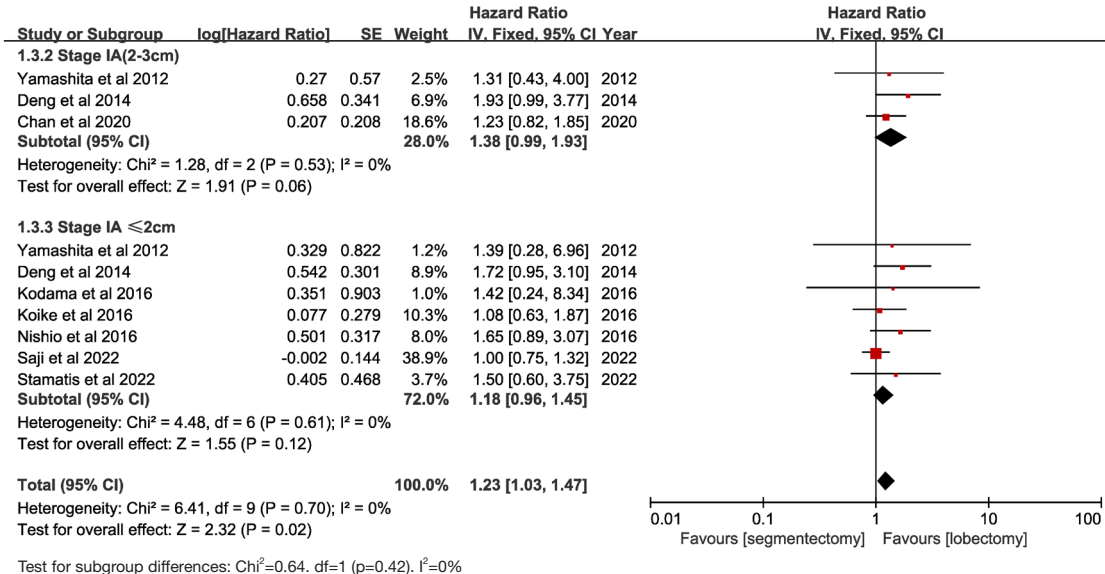 Hazard Ratio Hazard Ratio
Study or Subgroup log[Hazard Ratio] SE Weight IV, Fixed, 95% CI Year IV, Fixed, 95% CI
1.3.2 Stage IA(2-3cm)
Yamashita et al 2012 0.27 0.57 2.5% 1.31 [0.43, 4.00] 2012
Deng et al 2014 0.658 0.341 6.9% 1.93 [0.99, 3.77] 2014
Chan et al 2020 0.207 0.208 18.6% 1.23 [0.82, 1.85] 2020
Subtotal (95% CI) 28.0% 1.38 [0.99, 1.93]
Heterogeneity: Chi² = 1.28, df = 2 (P = 0.53); I² = 0%
Test for overall effect: Z = 1.91 (P = 0.06)
1.3.3 Stage IA ≤2cm
Yamashita et al 2012 0.329 0.822 1.2% 1.39 [0.28, 6.96] 2012
Deng et al 2014 0.542 0.301 8.9% 1.72 [0.95, 3.10] 2014
Kodama et al 2016 0.351 0.903 1.0% 1.42 [0.24, 8.34] 2016
Koike et al 2016 0.077 0.279 10.3% 1.08 [0.63, 1.87] 2016
Nishio et al 2016 0.501 0.317 8.0% 1.65 [0.89, 3.07] 2016
Saji et al 2022 -0.002 0.144 38.9% 1.00 [0.75, 1.32] 2022
Stamatis et al 2022 0.405 0.468 3.7% 1.50 [0.60, 3.75] 2022
Subtotal (95% CI) 72.0% 1.18 [0.96, 1.45]
Heterogeneity: Chi² = 4.48, df = 6 (P = 0.61); I² = 0%
Test for overall effect: Z = 1.55 (P = 0.12)
Total (95% CI) 100.0% 1.23 [1.03, 1.47]
Heterogeneity: Chi² = 6.41, df = 9 (P = 0.70); I² = 0%
Test for overall effect: Z = 2.32 (P = 0.02)
0.01 0.1 1 10 100
Favours [segmentectomy] Favours [lobectomy]
Test for subgroup differences: Chi²=0.64. df=1 (p=0.42). I²=0%